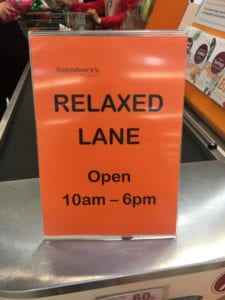 Sainsbury's
RELAXED
LANE
Open
10am – 6pm